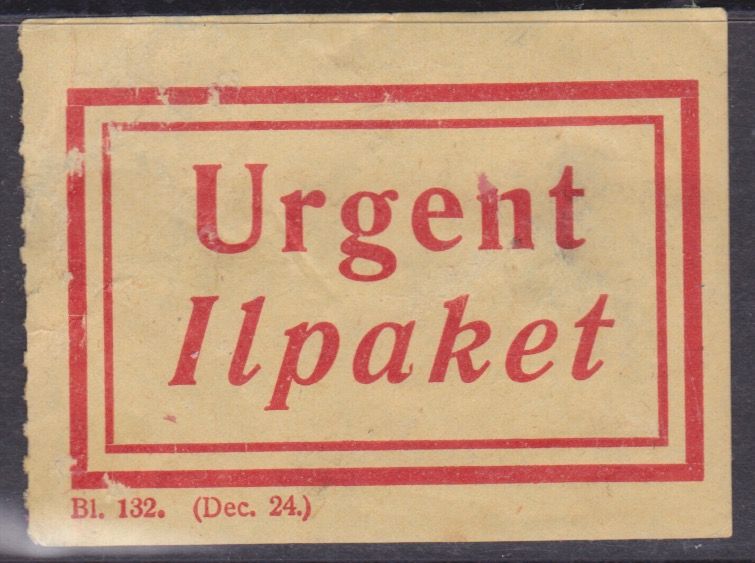 Urgent
Ilpaket
Bl. 132. (Dec. 24.)